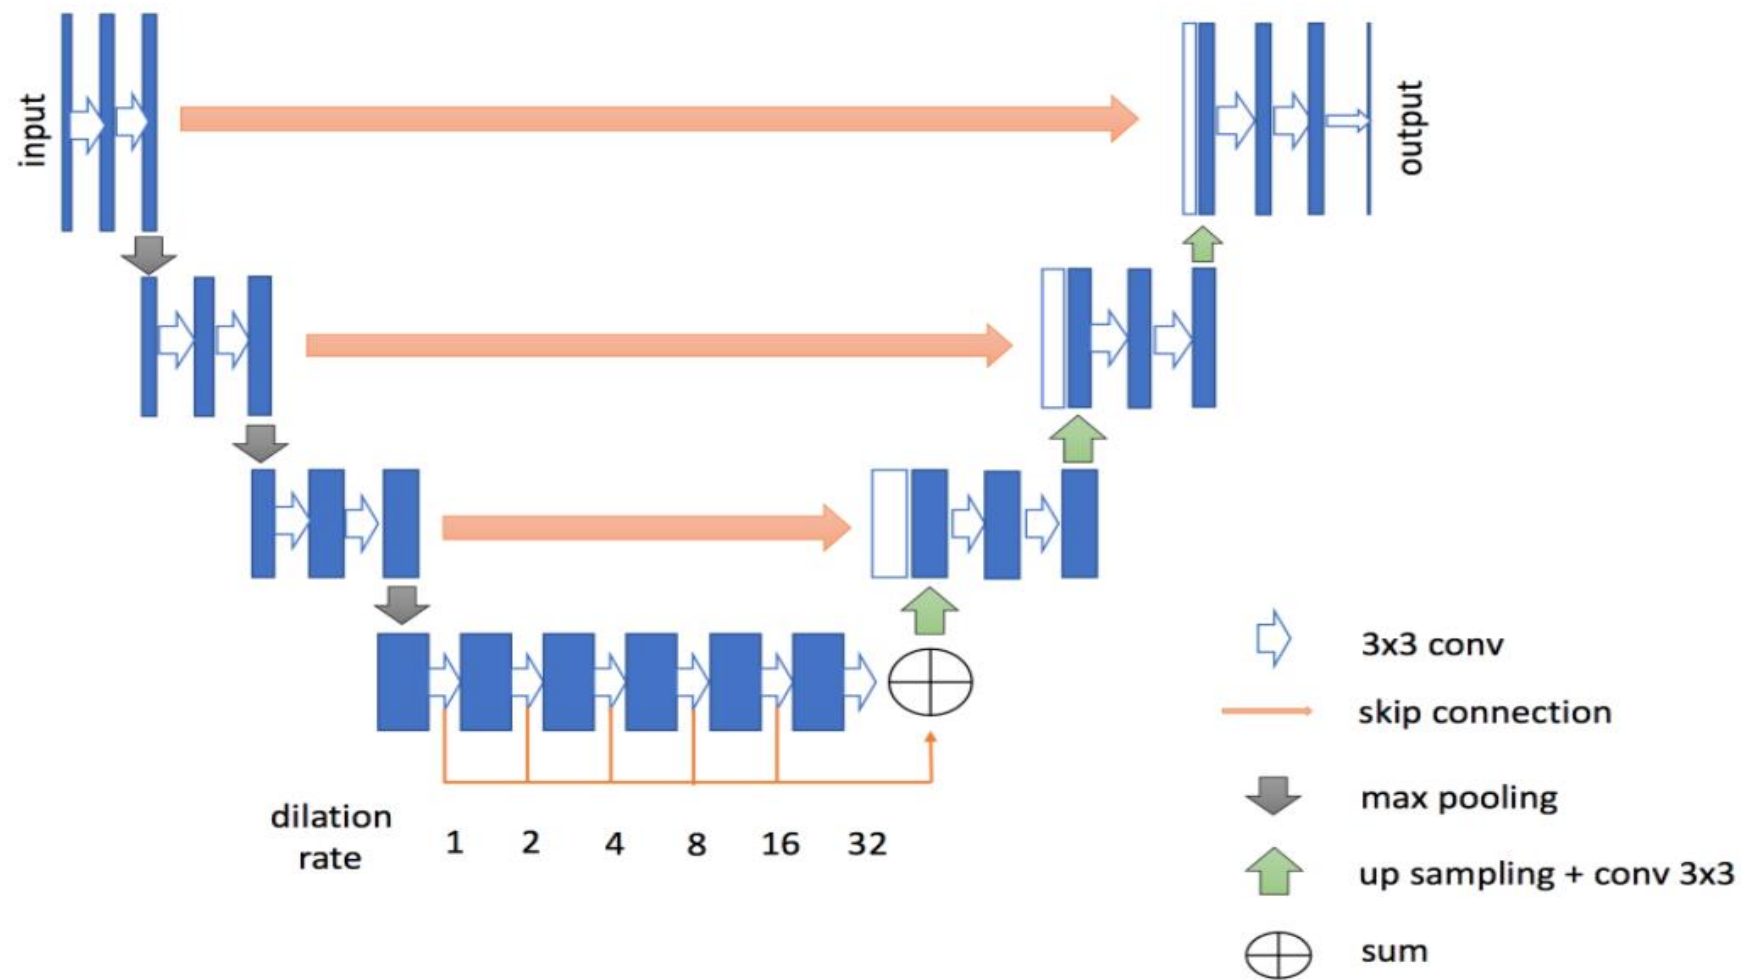 input
output
3x3 conv
skip connection
max pooling
up sampling + conv 3x3
sum
dilation
rate
1 2 4 8 16 32